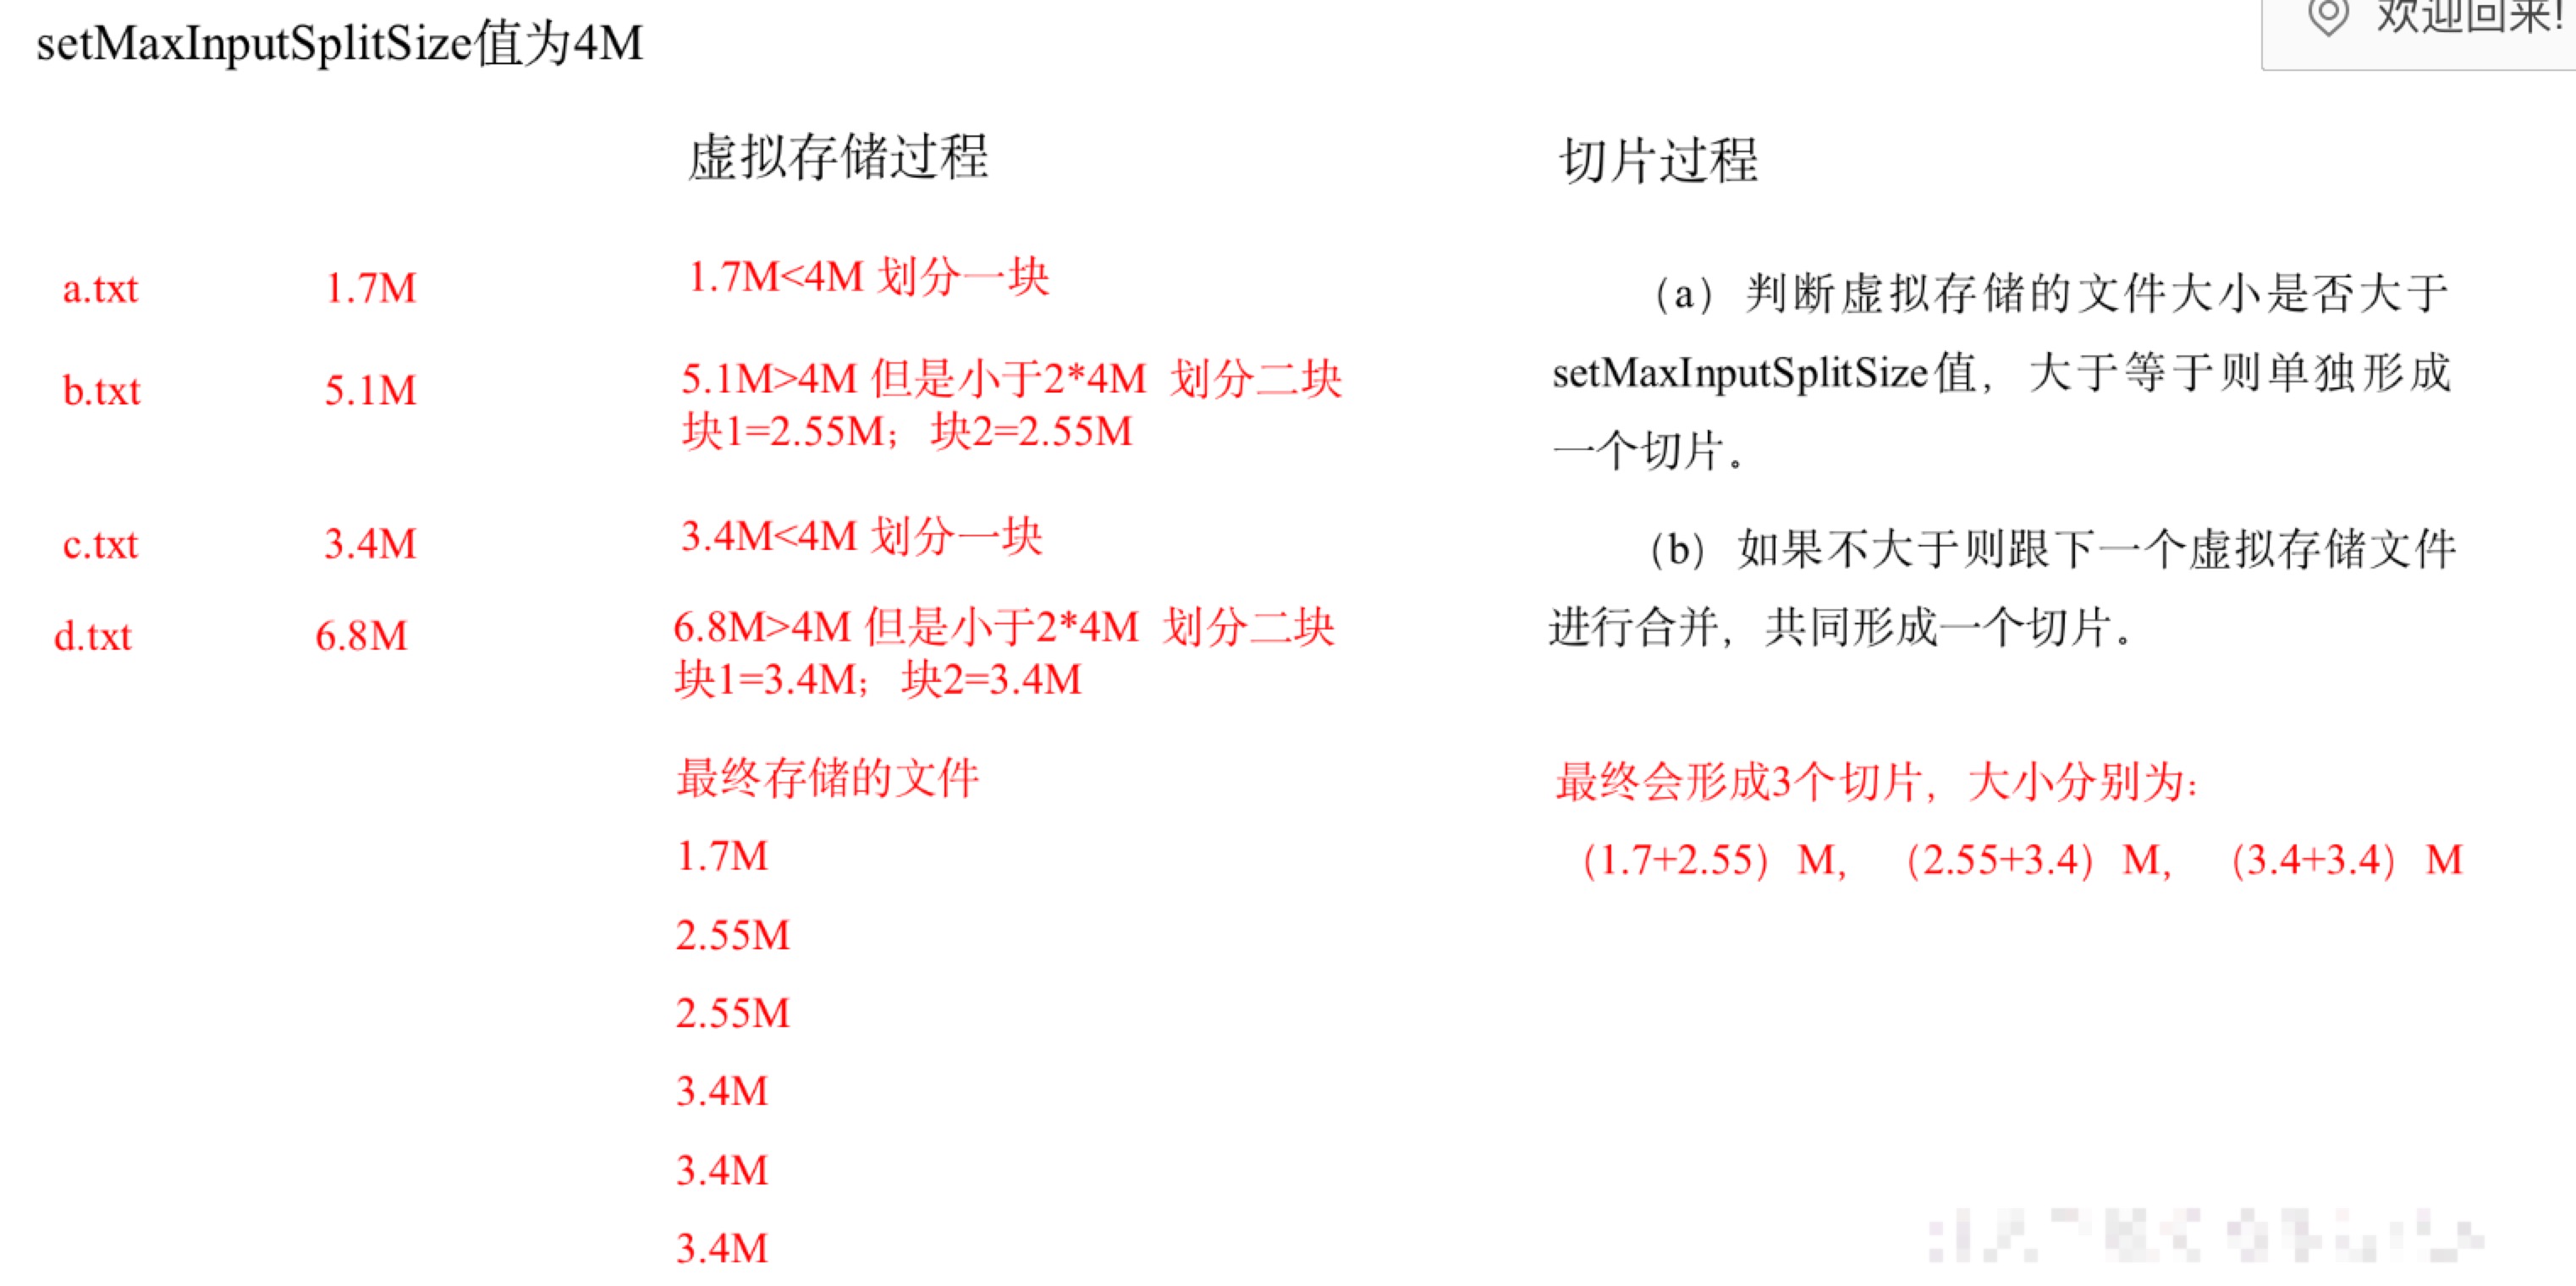 setMaxInputSplitSize值为4M
欢迎回来!
虚拟存储过程
切片过程
a.txt 1.7M 1.7M<4M 划分一块
b.txt 5.1M 5.1M>4M 但是小于2*4M 划分二块
块1=2.55M；块2=2.55M
c.txt 3.4M 3.4M<4M 划分一块
d.txt 6.8M 6.8M>4M 但是小于2*4M 划分二块
块1=3.4M；块2=3.4M
最终存储的文件
1.7M
2.55M
2.55M
3.4M
3.4M
3.4M
（a）判断虚拟存储的文件大小是否大于
setMaxInputSplitSize值，大于等于则单独形成
一个切片。
（b）如果不大于则跟下一个虚拟存储文件
进行合并，共同形成一个切片。
最终会形成3个切片，大小分别为：
（1.7+2.55）M，（2.55+3.4）M，（3.4+3.4）M